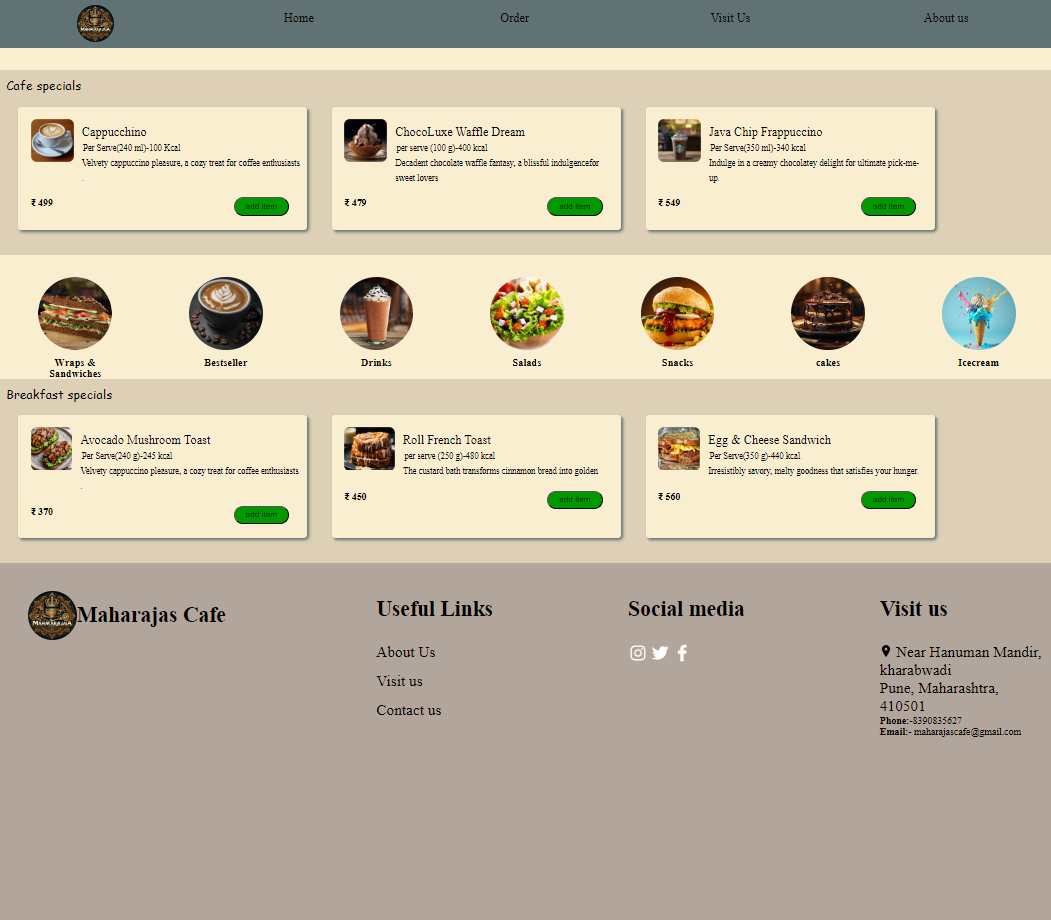 MAHARAJAS
Home
Order
Visit Us
About us
Cafe specials
Cappucchino
Per Serve(240 ml)-100 Kcal
Velvety cappuccino pleasure, a cozy treat for coffee enthusiasts
.
₹ 499
add item
ChocoLuxe Waffle Dream
per serve (100 g)-400 kcal
Decadent chocolate waffle fantasy, a blissful indulgencefor
sweet lovers
₹ 479
add item
Java Chip Frappuccino
Per Serve(350 ml)-340 kcal
Indulge in a creamy chocolatey delight for ultimate pick-me-
up.
₹ 549
add item
Wraps &
Sandwiches
Bestseller
Drinks
Salads
Snacks
cakes
Icecream
Breakfast specials
Avocado Mushroom Toast
Per Serve(240 g)-245 kcal
Velvety cappuccino pleasure, a cozy treat for coffee enthusiasts
.
₹ 370
add item
Roll French Toast
per serve (250 g)-480 kcal
The custard bath transforms cinnamon bread into golden
₹ 450
add item
Egg & Cheese Sandwich
Per Serve(350 g)-440 kcal
Irresistibly savory, melty goodness that satisfies your hunger.
₹ 560
add item
MAHARAJAS
Maharajas Cafe
Useful Links
About Us
Visit us
Contact us
Social media
Visit us
Near Hanuman Mandir,
kharabwadi
Pune, Maharashtra,
410501
Phone:-8390835627
Email:- maharajascafe@gmail.com